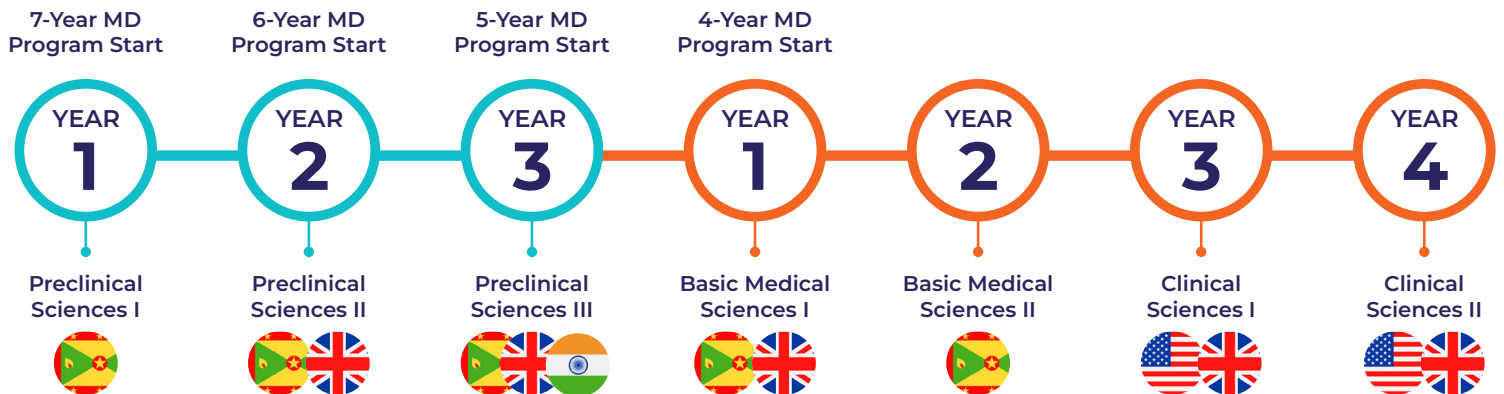 7-Year MD
Program Start
6-Year MD
Program Start
5-Year MD
Program Start
4-Year MD
Program Start
YEAR
1
YEAR
2
YEAR
3
YEAR
1
YEAR
2
YEAR
3
YEAR
4
Preclinical
Sciences I
Preclinical
Sciences II
Preclinical
Sciences III
Basic Medical
Sciences I
Basic Medical
Sciences II
Clinical
Sciences I
Clinical
Sciences II